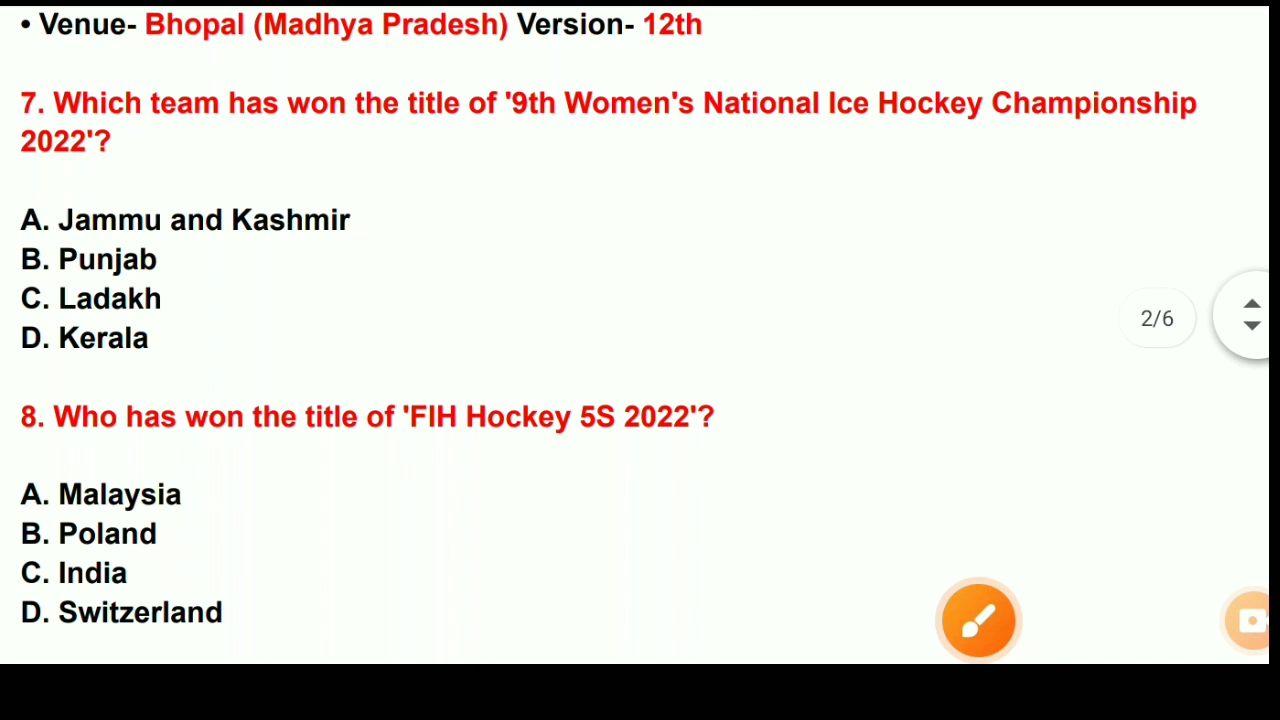 • Venue- Bhopal (Madhya Pradesh) Version- 12th
7. Which team has won the title of '9th Women's National Ice Hockey Championship
2022'?
A. Jammu and Kashmir
B. Punjab
C. Ladakh
D. Kerala
2/6
8. Who has won the title of 'FIH Hockey 5S 2022'?
A. Malaysia
B. Poland
C. India
D. Switzerland